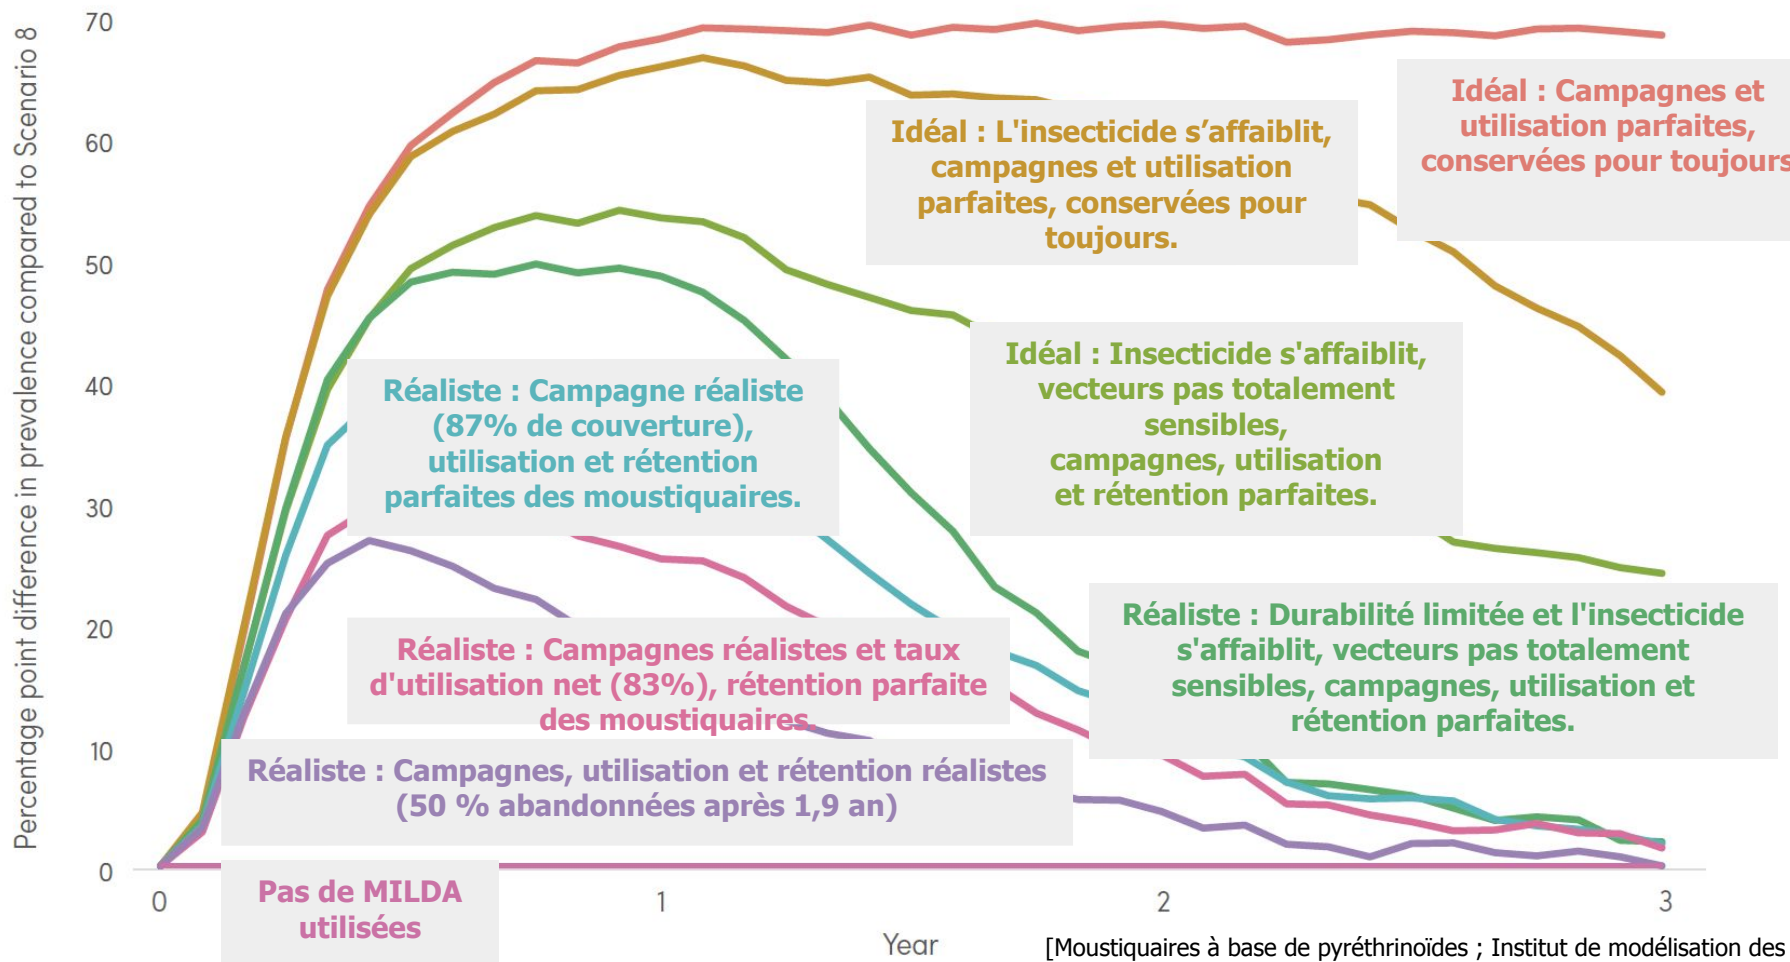 Percentage point difference in prevalence compared to Scenario 8
70
60
50
40
30
20
10
0
Idéal : Campagnes et
utilisation parfaites,
conservées pour toujours
Idéal : L'insecticide s’affaiblit,
campagnes et utilisation
parfaites, conservées pour
toujours.
Idéal : Insecticide s'affaiblit,
vecteurs pas totalement
sensibles,
campagnes, utilisation
et rétention parfaites.
Réaliste : Campagne réaliste
(87% de couverture),
utilisation et rétention
parfaites des moustiquaires.
Réaliste : Durabilité limitée et l'insecticide
s'affaiblit, vecteurs pas totalement
sensibles, campagnes, utilisation et
rétention parfaites.
Réaliste : Campagnes réalistes et taux
d'utilisation net (83%), rétention parfaite
des moustiquaires.
Réaliste : Campagnes, utilisation et rétention réalistes
(50 % abandonnées après 1,9 an)
Pas de MILDA
utilisées
0
1
2
3
Year
[Moustiquaires à base de pyréthrinoïdes ; Institut de modélisation des